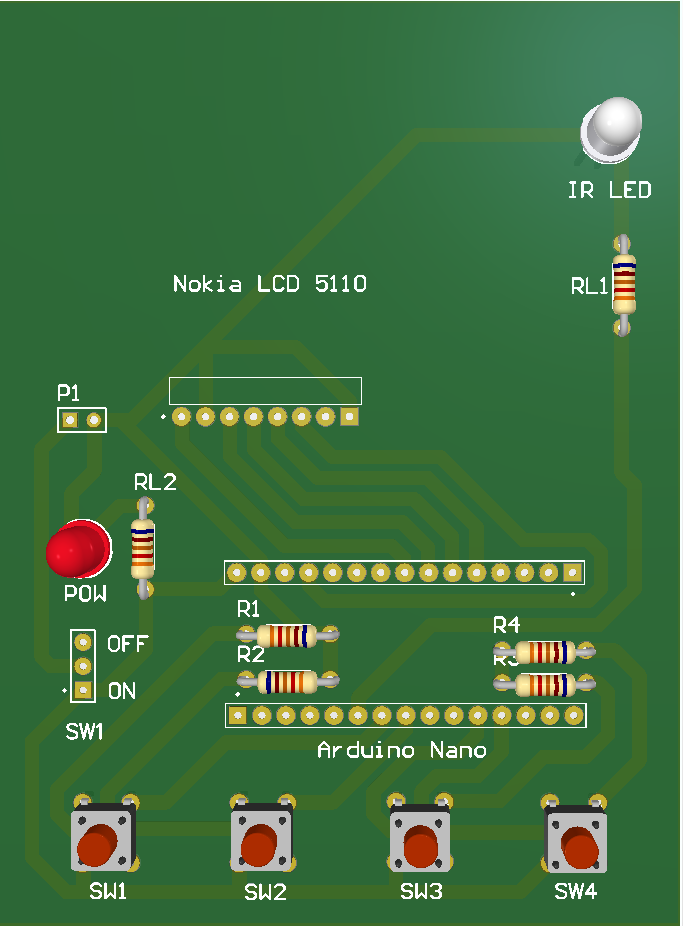 IR LED
Nokia LCD 5110
RL1
P1
RL2
POW
R1
R4
OFF
R2
R3
ON
SW1
Arduino Nano
SW1
SW2
SW3
SW4